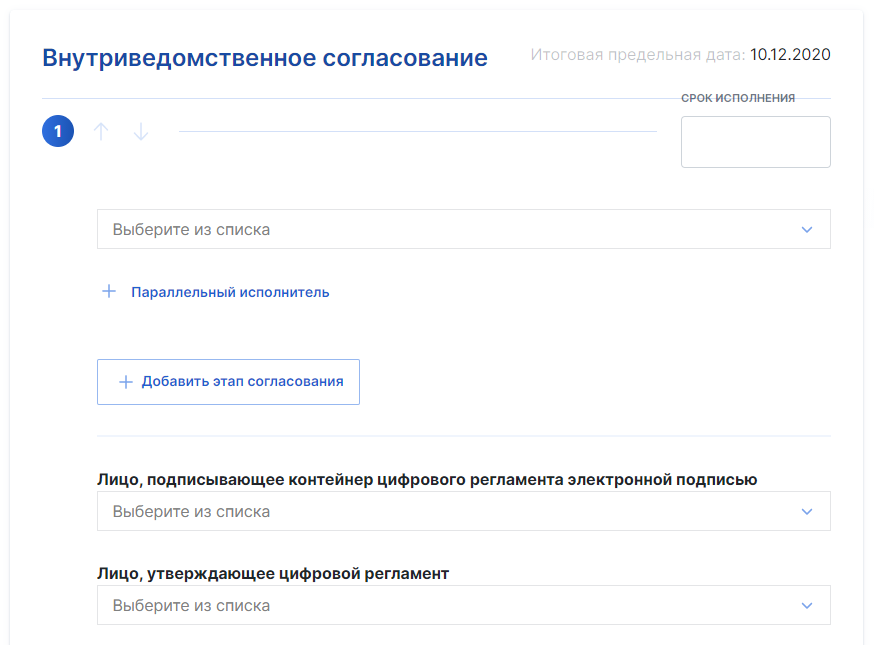 Внутриведомственное согласование
Итоговая предельная дата: 10.12.2020
СРОК ИСПОЛНЕНИЯ
1
Выберите из списка
Параллельный исполнитель
Добавить этап согласования
Лицо, подписывающее контейнер цифрового регламента электронной подписью
Выберите из списка
Лицо, утверждающее цифровой регламент
Выберите из списка